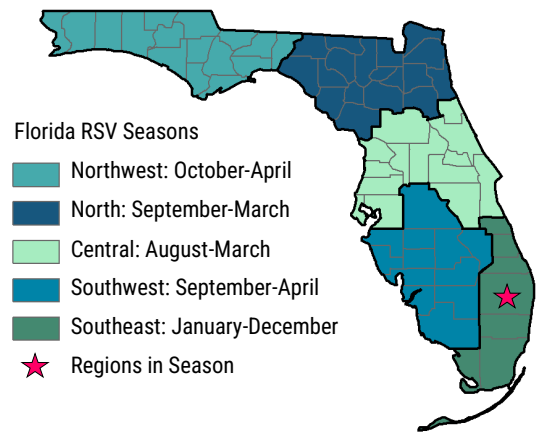 Florida RSV Seasons
Northwest: October-April
North: September-March
Central: August-March
Southwest: September-April
Southeast: January-December
Regions in Season